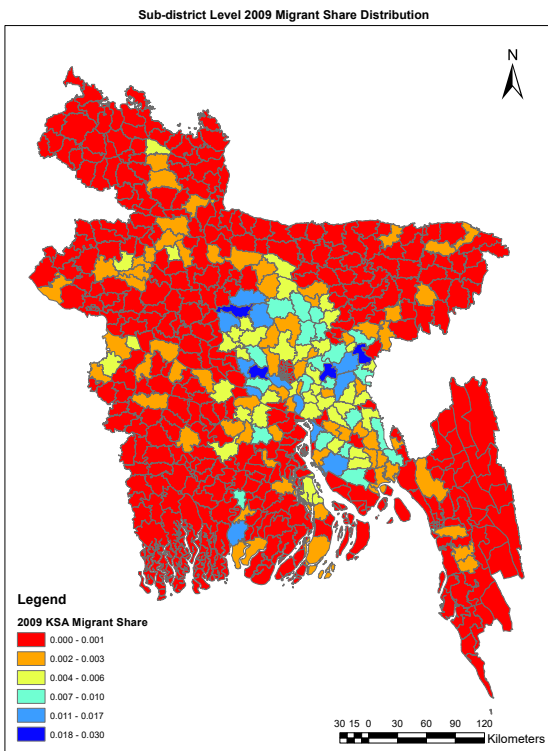 Sub-district Level 2009 Migrant Share Distribution
N
Legend
2009 KSA Migrant Share
0.000 - 0.001
0.002 - 0.003
0.004 - 0.006
0.007 - 0.010
0.011 - 0.017
0.018 - 0.030
30 15 0 30 60 90 120
Kilometers